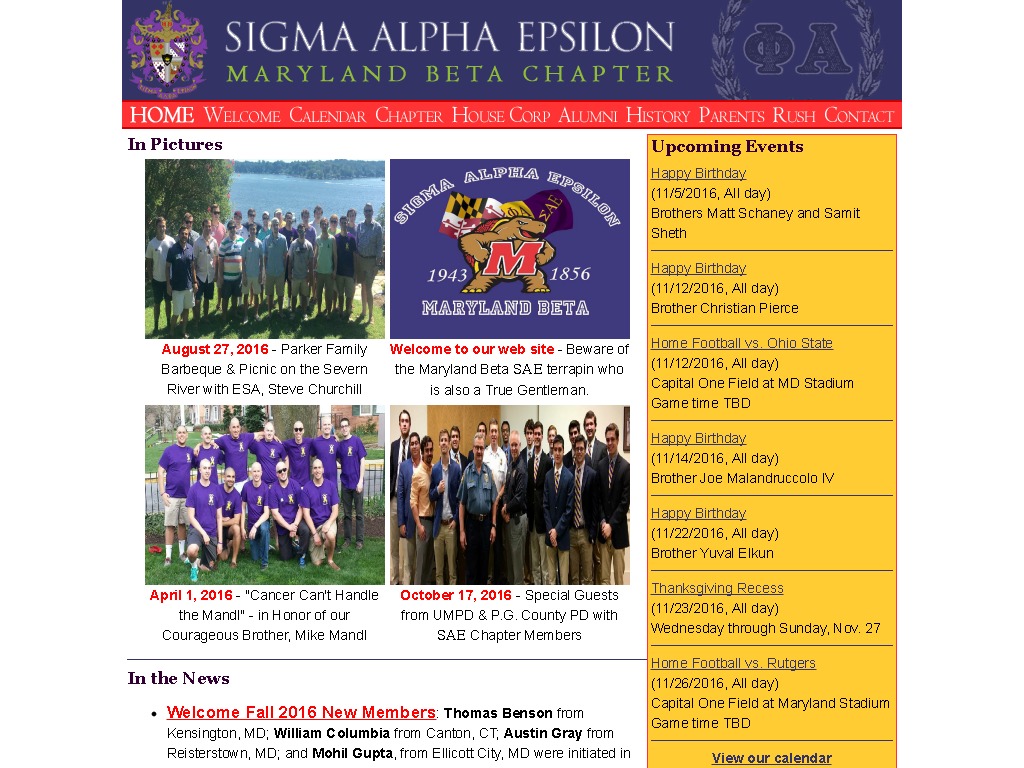 SIGMA ALPHA EPSILON
MARYLAND BETA CHAPTER
ΦΑ
HOME WELCOME CALENDAR CHAPTER HOUSE CORP ALUMNI HISTORY PARENTS RUSH CONTACT
In Pictures
SIGMA ALPHA EPSILON
ΣΑΕ
M
1943 1856
MARYLAND BETA
August 27, 2016 - Parker Family
Barbeque & Picnic on the Severn
River with ESA, Steve Churchill
Welcome to our web site - Beware of
the Maryland Beta SAE terrapin who
is also a True Gentleman.
April 1, 2016 - "Cancer Can't Handle
the Mandl" - in Honor of our
Courageous Brother, Mike Mandl
October 17, 2016 - Special Guests
from UMPD & P.G. County PD with
SAE Chapter Members
In the News
• Welcome Fall 2016 New Members: Thomas Benson from
Kensington, MD; William Columbia from Canton, CT; Austin Gray from
Reisterstown, MD; and Mohil Gupta, from Ellicott City, MD were initiated in
Upcoming Events
Happy Birthday
(11/5/2016, All day)
Brothers Matt Schaney and Samit
Sheth
Happy Birthday
(11/12/2016, All day)
Brother Christian Pierce
Home Football vs. Ohio State
(11/12/2016, All day)
Capital One Field at MD Stadium
Game time TBD
Happy Birthday
(11/14/2016, All day)
Brother Joe Malandruccolo IV
Happy Birthday
(11/22/2016, All day)
Brother Yuval Elkun
Thanksgiving Recess
(11/23/2016, All day)
Wednesday through Sunday, Nov. 27
Home Football vs. Rutgers
(11/26/2016, All day)
Capital One Field at Maryland Stadium
Game time TBD
View our calendar